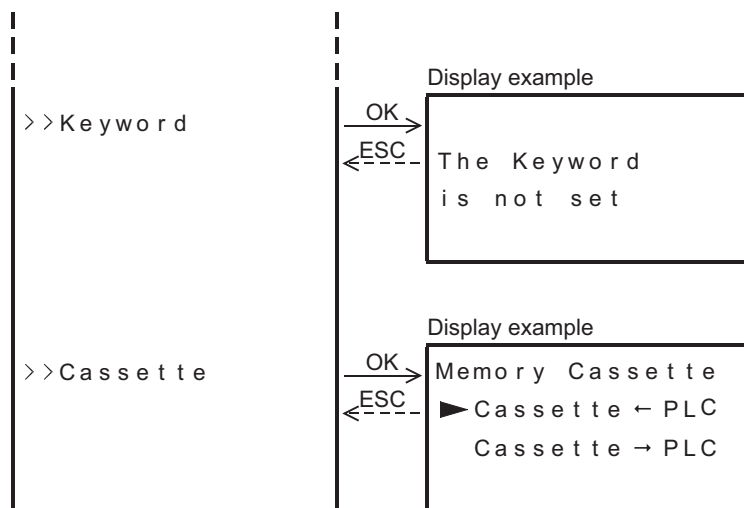 Display example
>>Keyword
OK
ESC
The Keyword
is not set
Display example
>>Cassette
OK
ESC
Memory Cassette
▶Cassette ← PLC
Cassette → PLC